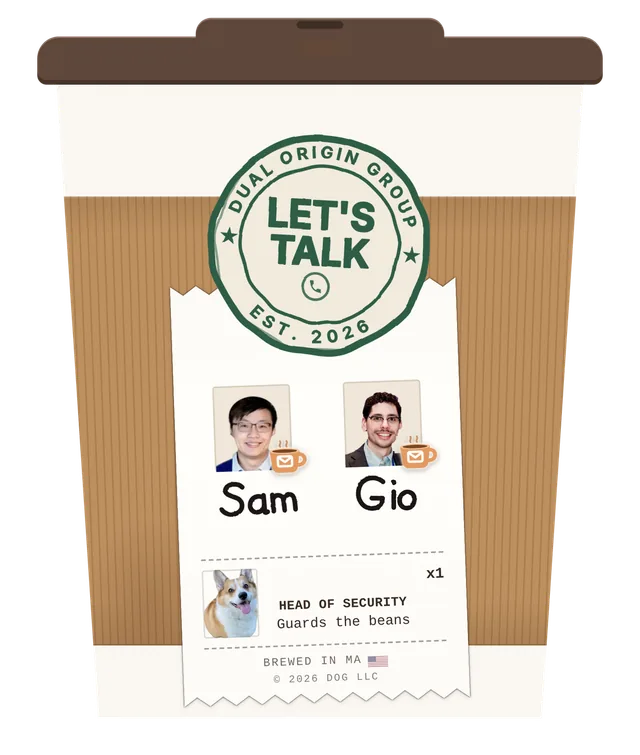 DUAL ORIGIN GROUP
LET'S
TALK
EST. 2026
Sam
Gio
x1
HEAD OF SECURITY
Guards the beans
BREWED IN MA
© 2026 DOG LLC